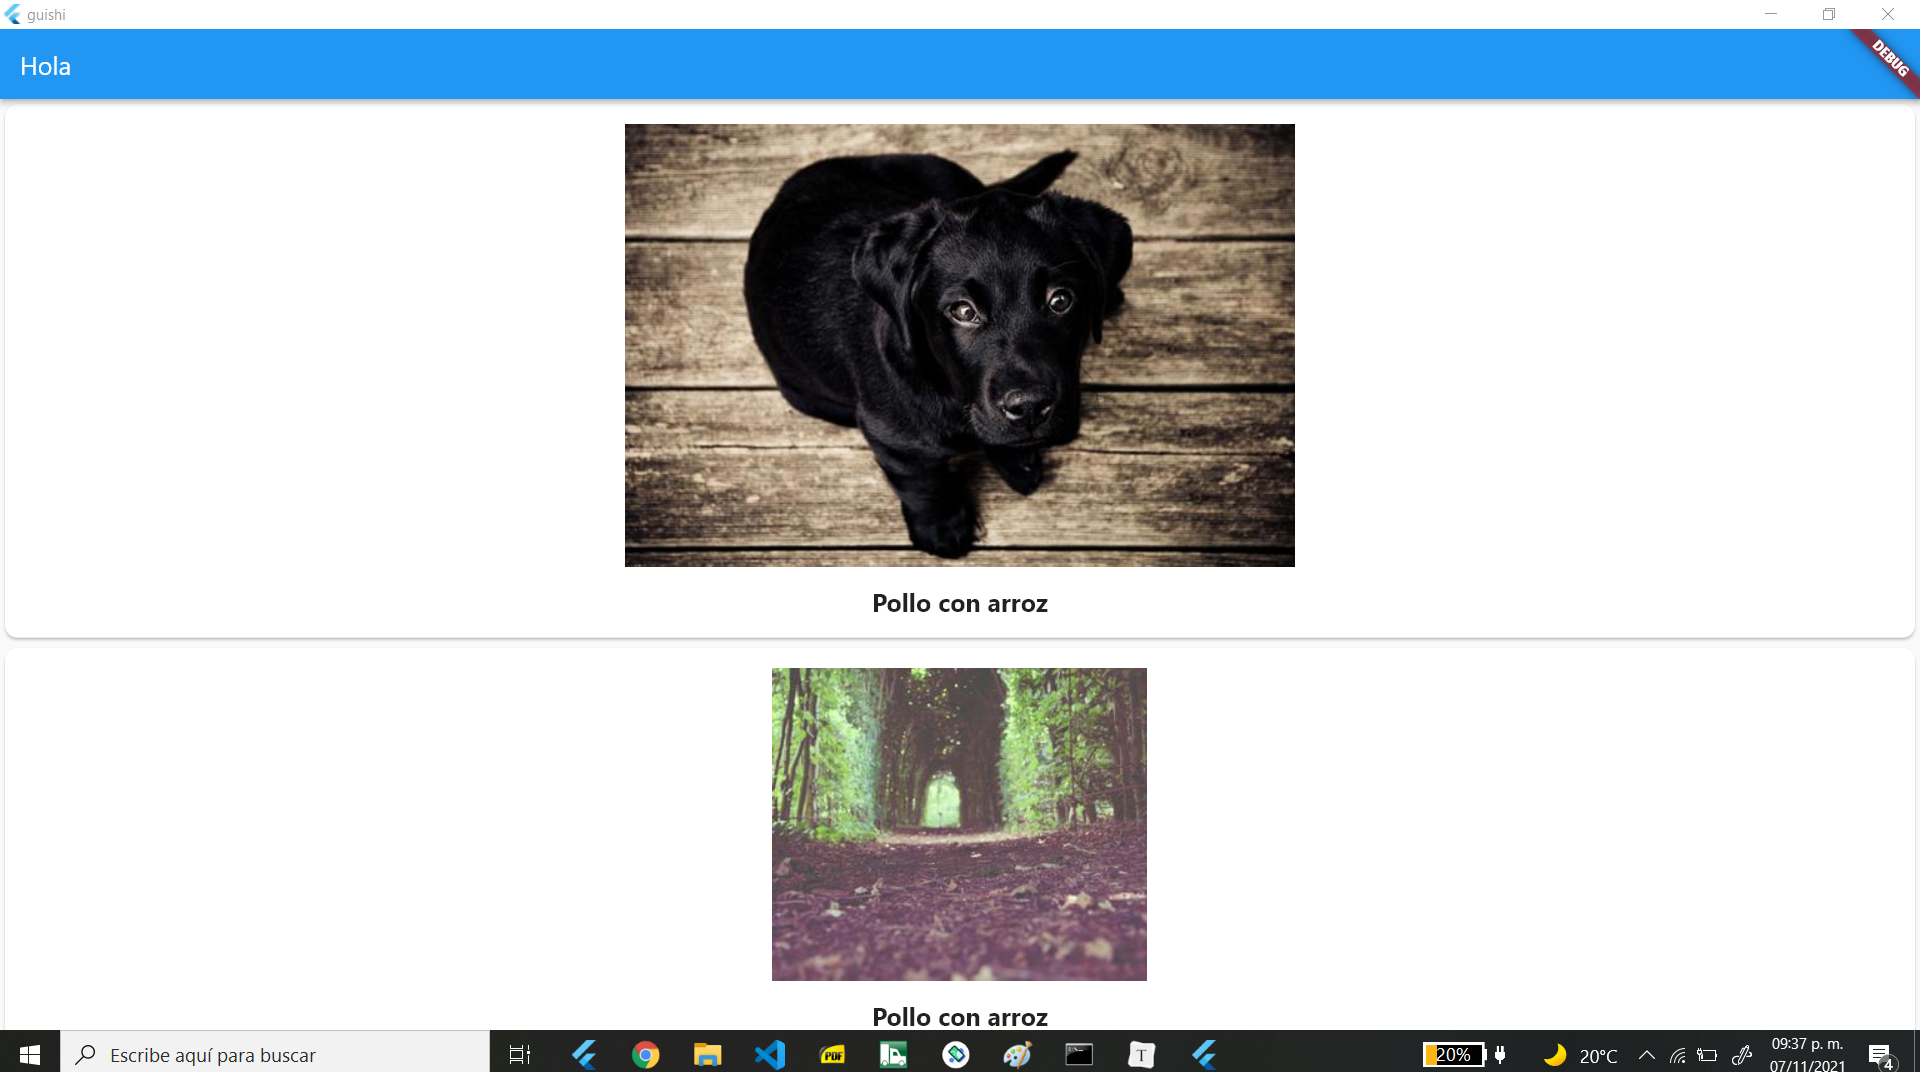 guishi
Hola
DEBUG
Pollo con arroz
Pollo con arroz
Escribe aquí para buscar
PDF
T
20%
20°C
09:37 p. m.
07/11/2021
4